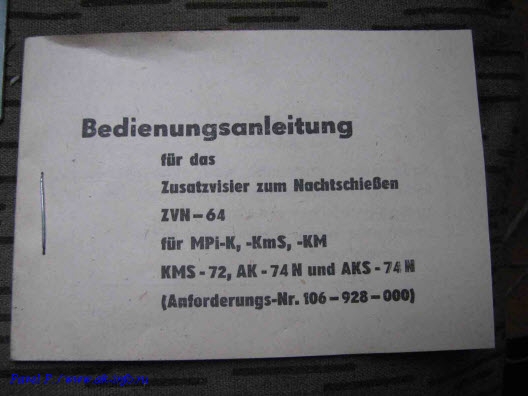 Bedienungsanleitung
für das
Zusatzvisier zum Nachtschießen
ZVN – 64
für MPi-K, -KmS, -KM
KMS - 72, AK - 74 N und AKS - 74 N
(Anforderungs-Nr. 106 – 928 – 000)